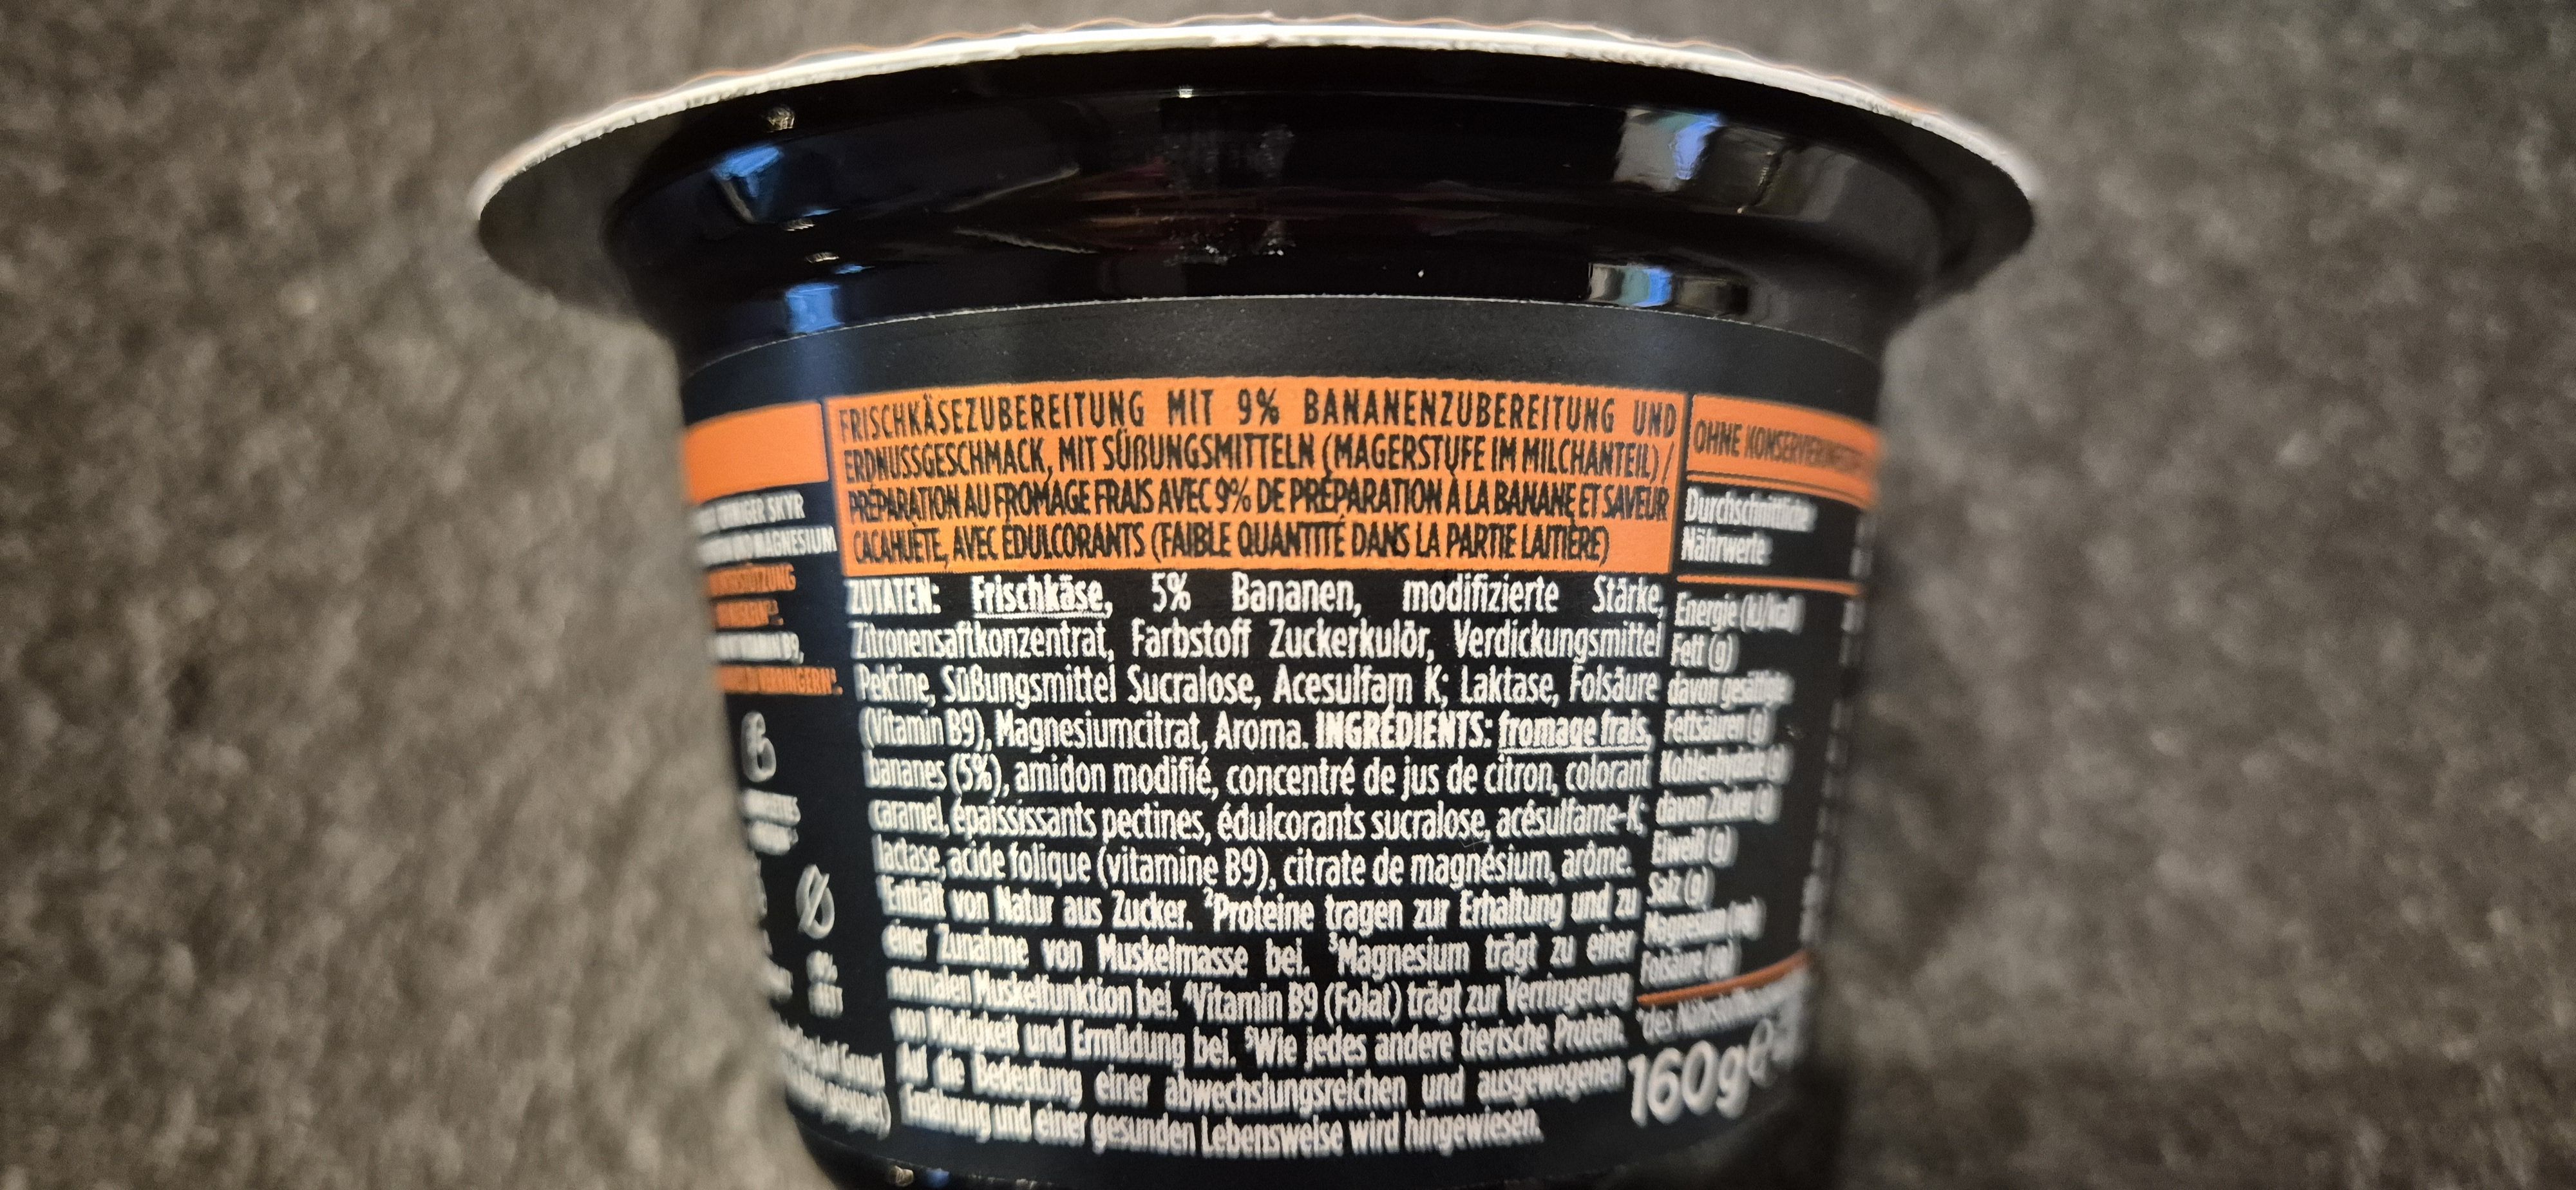 FRISCHKÄSEZUBEREITUNG MIT 9% BANANENZUBEREITUNG UND
ERDNUSSGESCHMACK, MIT SÜẞUNGSMITTELN (MAGERSTUFE IM MILCHANTEIL) /
PRÉPARATION AU FROMAGE FRAIS AVEC 9% DE PRÉPARATION À LA BANANE ET SAVEUR
CACAHUÈTE, AVEC ÉDULCORANTS (FAIBLE QUANTITÉ DANS LA PARTIE LAITIÈRE)
ZUTATEN: Frischkäse, 5% Bananen, modifizierte Stärke,
Zitronensaftkonzentrat, Farbstoff Zuckerkulör, Verdickungsmittel
Pektine, Süßungsmittel Sucralose, Acesulfam K; Laktase, Folsäure
(Vitamin B9), Magnesiumcitrat, Aroma. INGRÉDIENTS: fromage frais,
bananes (5%), amidon modifié, concentré de jus de citron, colorant
caramel, épaississants pectines, édulcorants sucralose, acésulfame-K;
lactase, acide folique (vitamine B9), citrate de magnésium, arôme.
¹Enthält von Natur aus Zucker. ²Proteine tragen zur Erhaltung und zu
einer Zunahme von Muskelmasse bei. ³Magnesium trägt zu einer
normalen Muskelfunktion bei. ⁴Vitamin B9 (Folat) trägt zur Verringerung
von Müdigkeit und Ermüdung bei. ⁵Wie jedes andere tierische Protein.
Auf die Bedeutung einer abwechslungsreichen und ausgewogenen
Ernährung und einer gesunden Lebensweise wird hingewiesen.
SKYR
MAGNESIUM
B9,
VERRINGERN⁴.
OHNE
Durchschnittliche
Nährwerte
Energie (kJ/kcal)
Fett (g)
davon gesättigte
Fettsäuren (g)
Kohlenhydrate (g)
davon Zucker (g)
Eiweiß (g)
Salz (g)
Magnesium (mg)
Folsäure (µg)
160g e